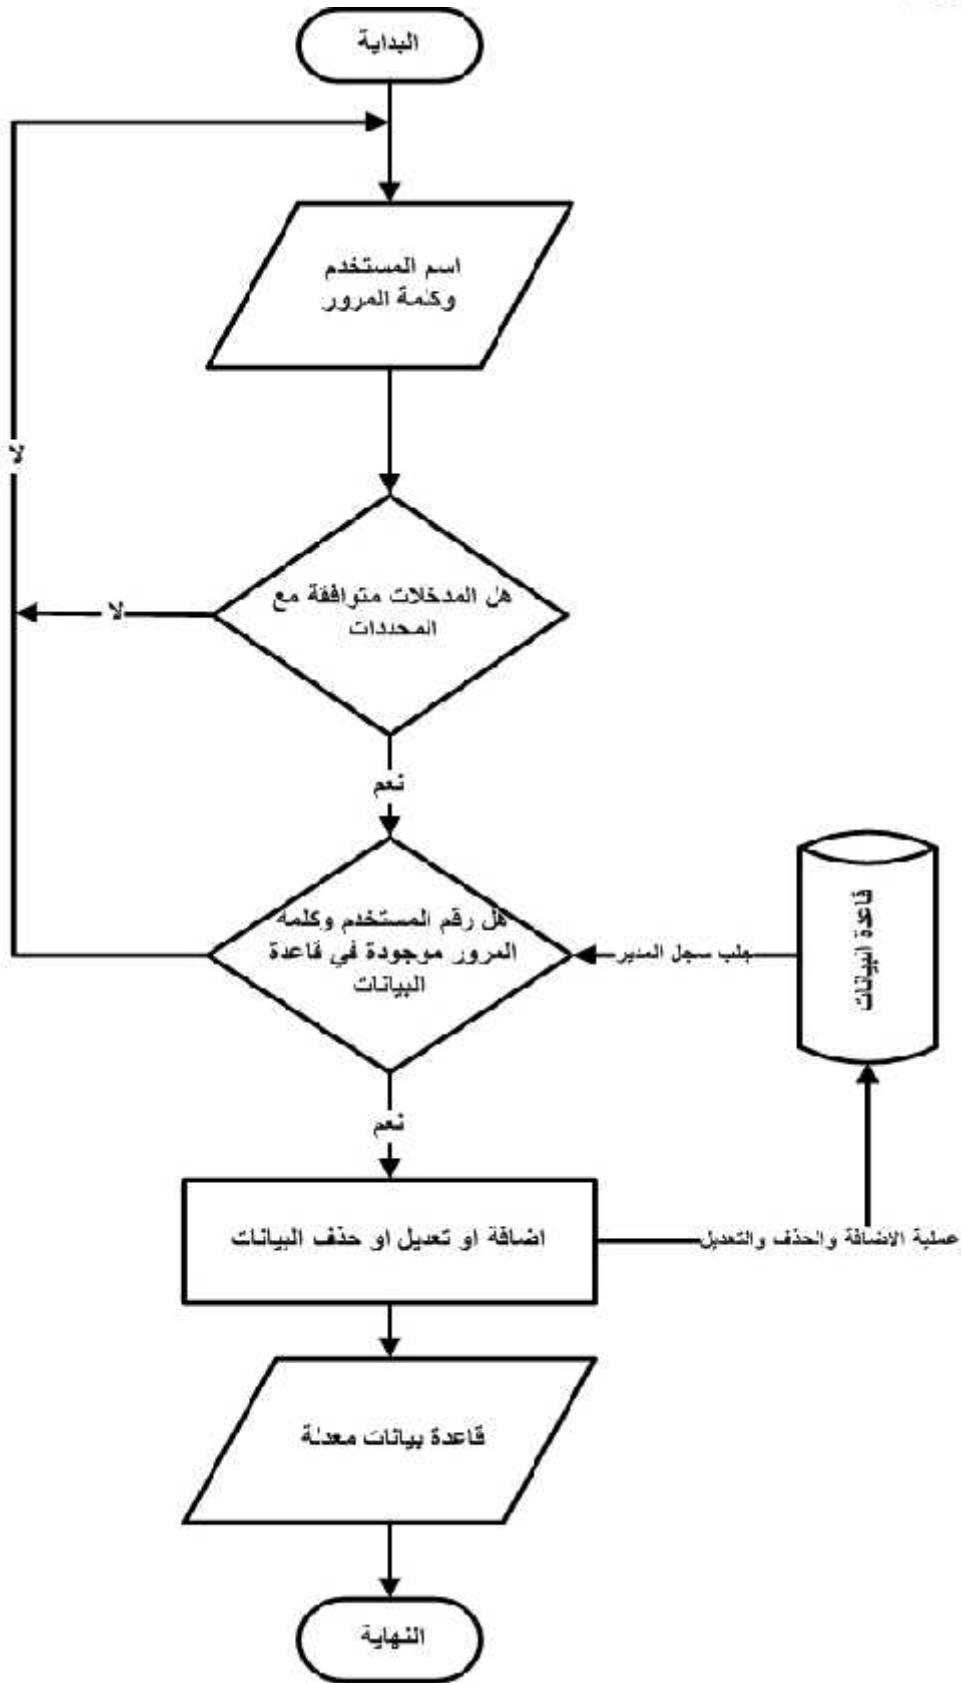 البداية
اسم المستخدم
وكلمة المرور
لا
هل المدخلات متوافقة مع
المحددات
لا
نعم
هل رقم المستخدم وكلمة
المرور موجودة في قاعدة
البيانات
جلب سجل المدير
قاعدة البيانات
نعم
اضافة او تعديل او حذف البيانات
عملية الاضافة والحذف والتعديل
قاعدة بيانات معدلة
النهاية